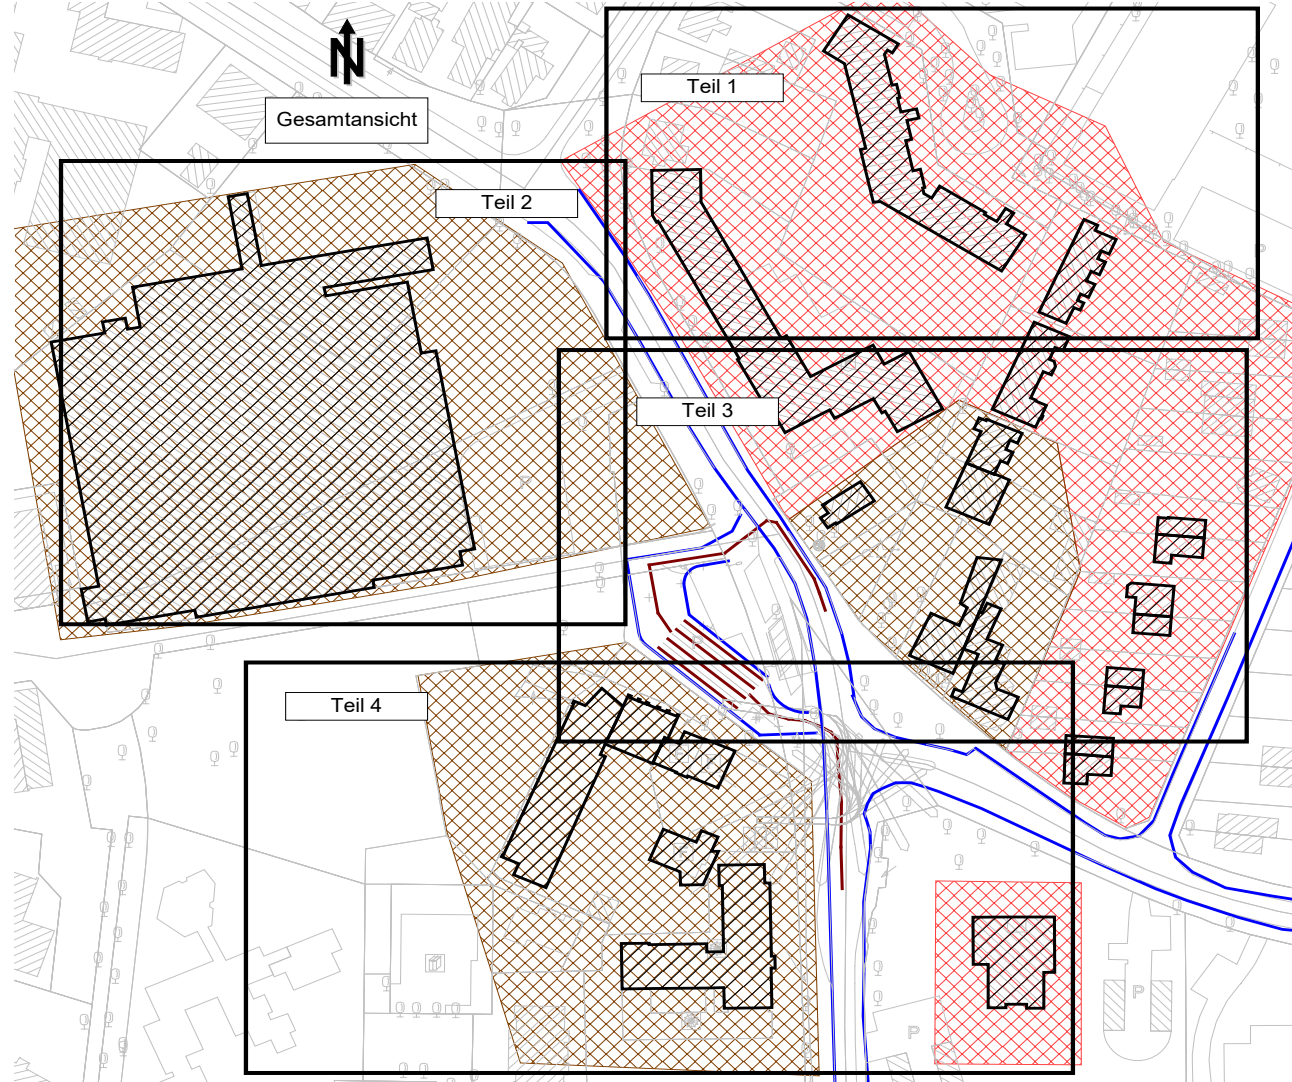 N
Gesamtansicht
Teil 1
Teil 2
Teil 3
Teil 4
P
P
P
P